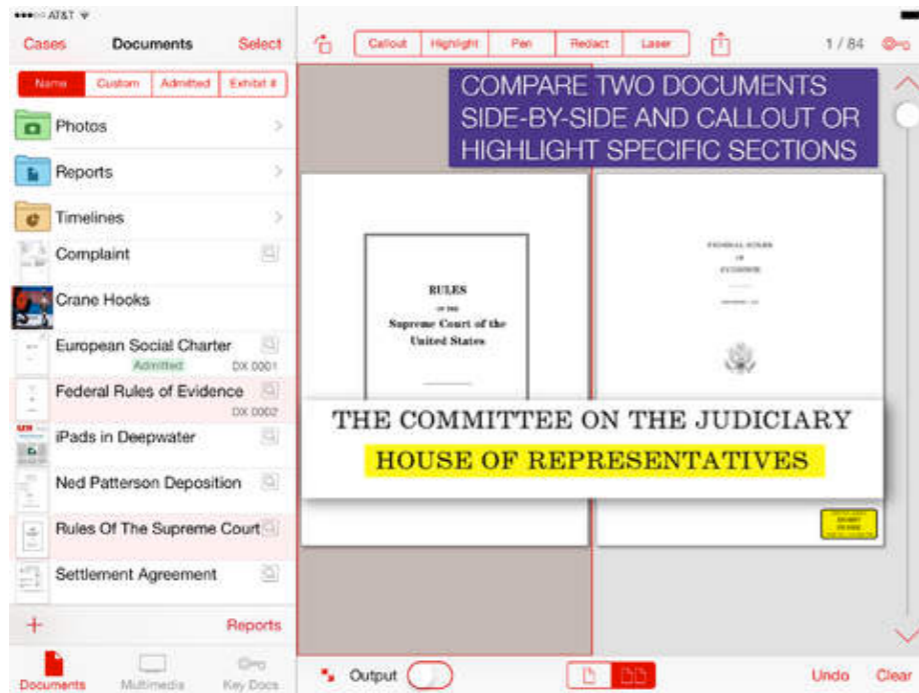 AT&T
Cases Documents Select
Callout Highlight Pen Redact Laser
1 / 84
Name Custom Admitted Exhibit #
COMPARE TWO DOCUMENTS
SIDE-BY-SIDE AND CALLOUT OR
HIGHLIGHT SPECIFIC SECTIONS
Photos
Reports
Timelines
Complaint
Crane Hooks
European Social Charter
Admitted DX 0001
Federal Rules of Evidence
DX 0002
iPads in Deepwater
Ned Patterson Deposition
Rules Of The Supreme Court
Settlement Agreement
RULES
OF THE
Supreme Court of the
United States
FEDERAL RULES
OF
EVIDENCE
THE COMMITTEE ON THE JUDICIARY
HOUSE OF REPRESENTATIVES
+ Reports
Documents Multimedia Key Docs
Output
Undo Clear